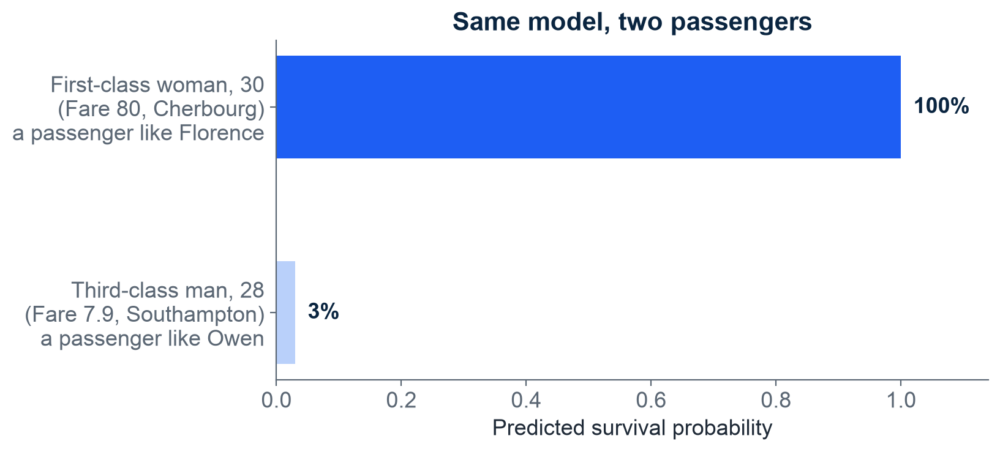 Same model, two passengers
First-class woman, 30
(Fare 80, Cherbourg)
a passenger like Florence
100%
Third-class man, 28
(Fare 7.9, Southampton)
a passenger like Owen
3%
0.0 0.2 0.4 0.6 0.8 1.0
Predicted survival probability